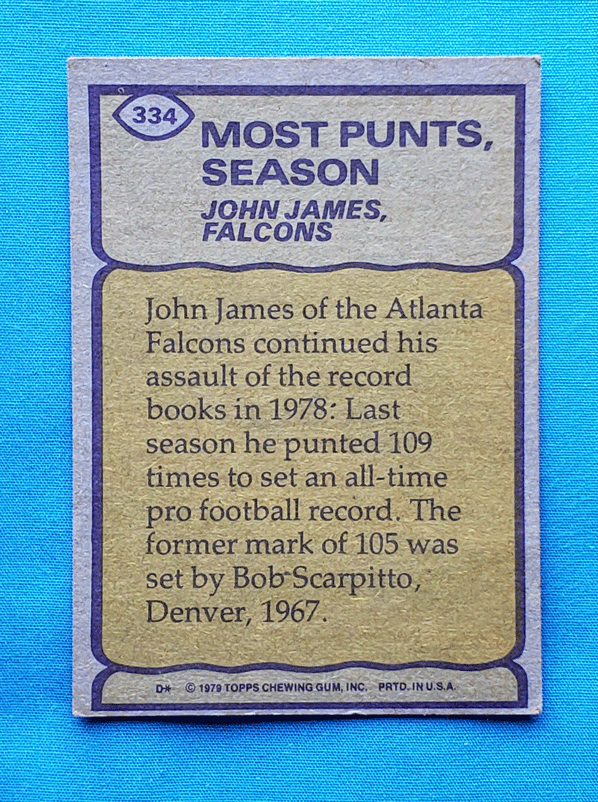 334
MOST PUNTS,
SEASON
JOHN JAMES,
FALCONS
John James of the Atlanta
Falcons continued his
assault of the record
books in 1978: Last
season he punted 109
times to set an all-time
pro football record. The
former mark of 105 was
set by Bob Scarpitto,
Denver, 1967.
D* © 1979 TOPPS CHEWING GUM, INC. PRTD. IN U.S.A.